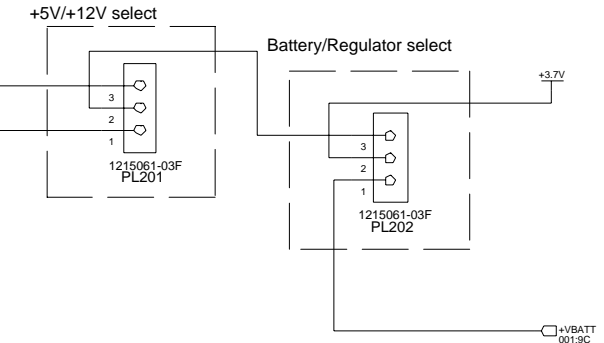 +5V/+12V select
Battery/Regulator select
+3.7V
3
2
1
1215061-03F
PL201
3
2
1
1215061-03F
PL202
+VBATT
001:9C